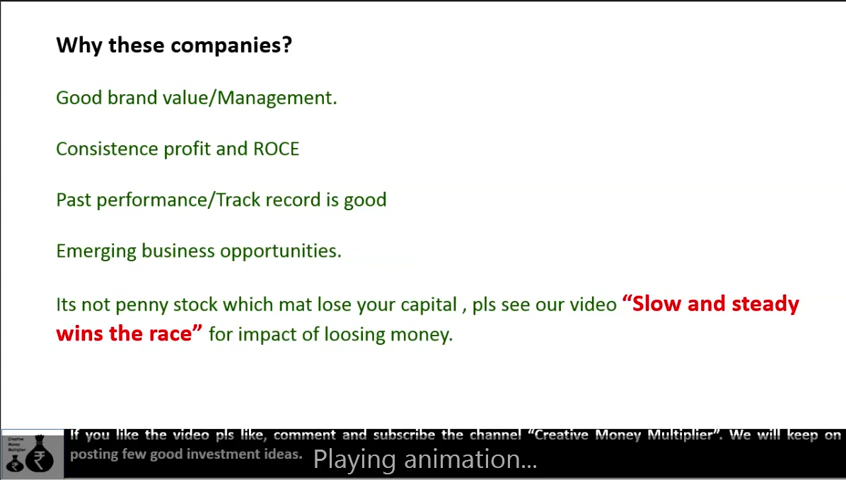 Why these companies?
Good brand value/Management.
Consistence profit and ROCE
Past performance/Track record is good
Emerging business opportunities.
Its not penny stock which mat lose your capital , pls see our video “Slow and steady
wins the race” for impact of loosing money.
If you like the video pls like, comment and subscribe the channel “Creative Money Multiplier”. We will keep on
posting few good investment ideas.
Playing animation...
Creative
Money
Multiplier